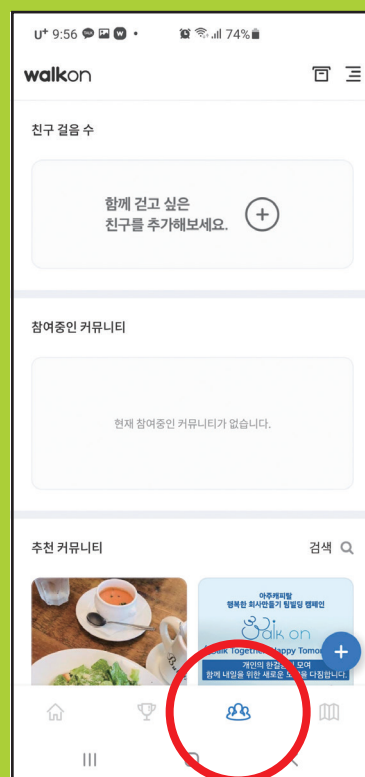 U+ 9:56
74%
walkon
친구 걸음 수
함께 걷고 싶은
친구를 추가해보세요.
참여중인 커뮤니티
현재 참여중인 커뮤니티가 없습니다.
추천 커뮤니티
검색
아주캐피탈
행복한 회사만들기 팀빌딩 캠페인
Walk on
Walk Together Happy Tomo
개인의 한걸음 모여
함께 내일을 위한 새로운 을 다짐합니다.